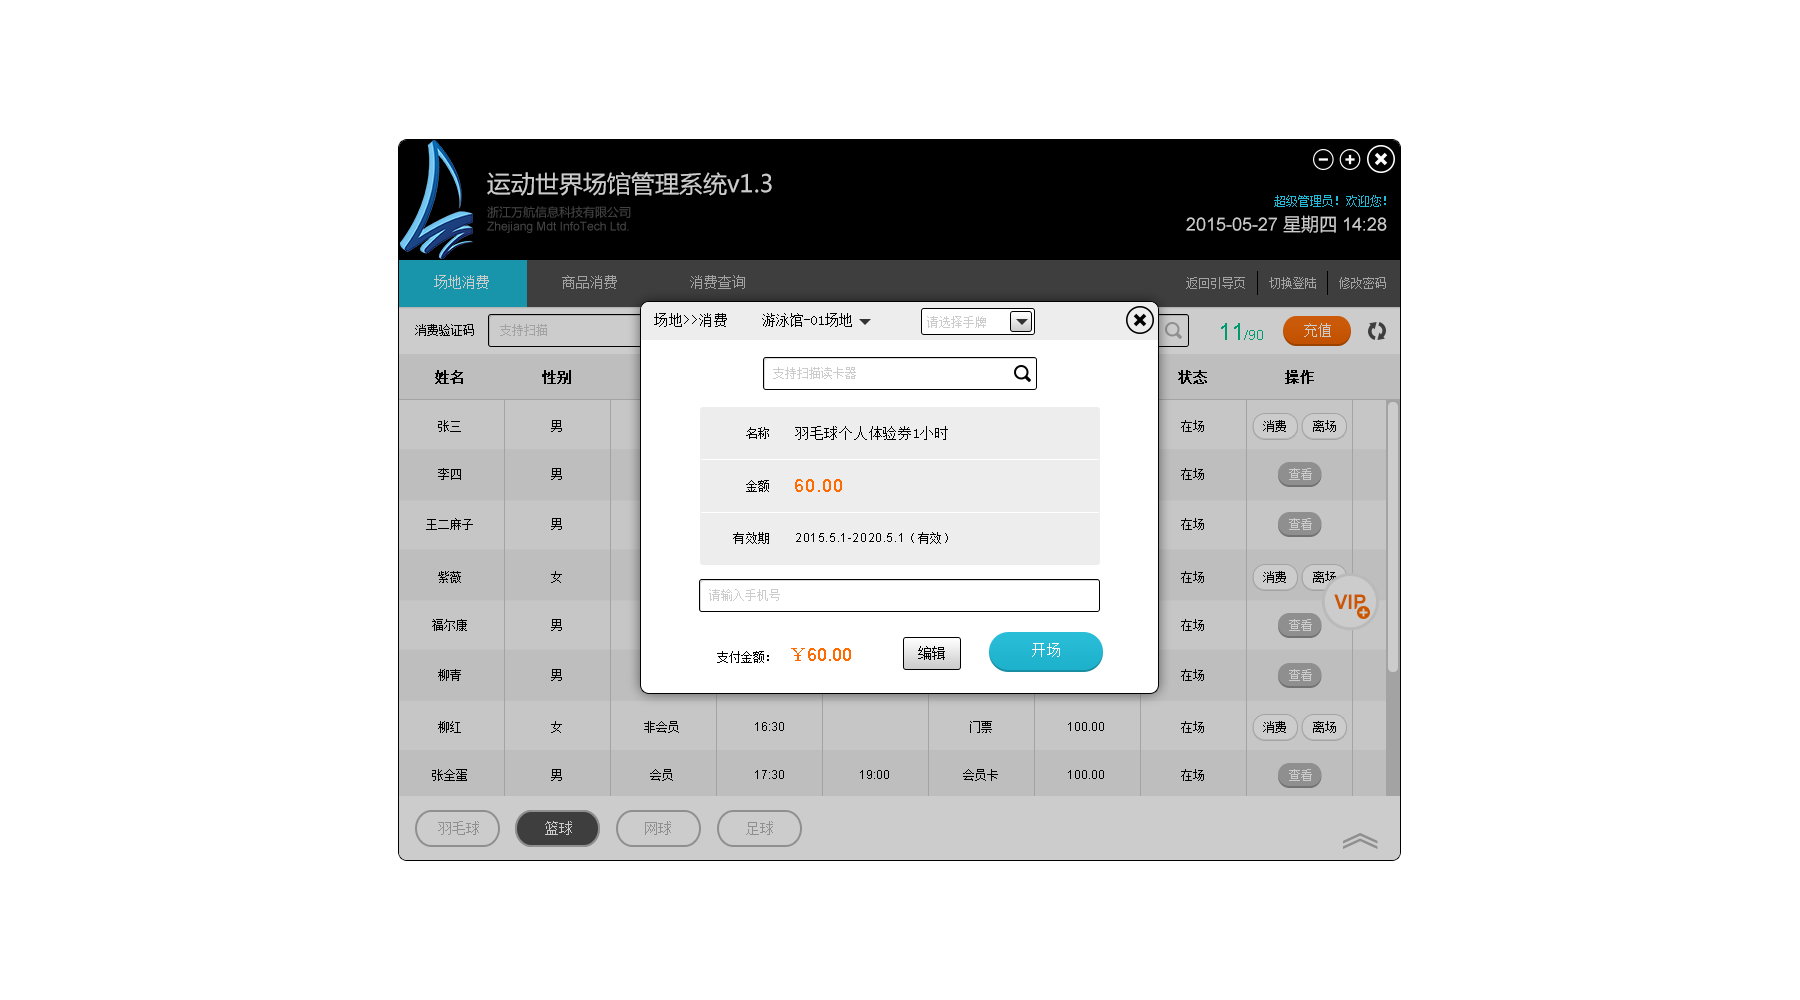 运动世界场馆管理系统v1.3
浙江万航信息科技有限公司
Zhejiang Mdt InfoTech Ltd.
超级管理员！欢迎您！
2015-05-27 星期四 14:28
场地消费 商品消费 消费查询 返回引导页 切换登陆 修改密码
消费验证码 支持扫描 11/90 充值
场地>>消费 游泳馆-01场地 请选择手牌
支持扫描读卡器
名称 羽毛球个人体验券1小时
金额 60.00
有效期 2015.5.1-2020.5.1（有效）
请输入手机号
支付金额： ￥60.00 编辑 开场
姓名 性别 状态 操作
张三 男 在场 消费 离场
李四 男 在场 查看
王二麻子 男 在场 查看
紫薇 女 在场 消费 离场
VIP
福尔康 男 在场 查看
柳青 男 在场 查看
柳红 女 非会员 16:30 门票 100.00 在场 消费 离场
张全蛋 男 会员 17:30 19:00 会员卡 100.00 在场 查看
羽毛球 篮球 网球 足球